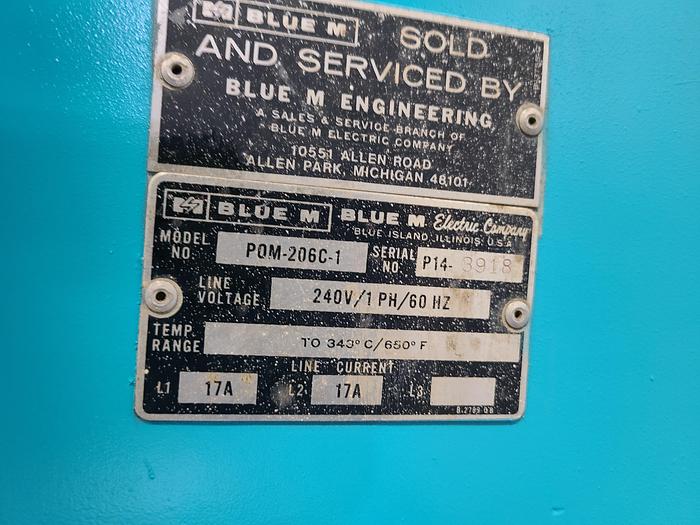 BLUE M SOLD
AND SERVICED BY
BLUE M ENGINEERING
A SALES & SERVICE BRANCH OF
BLUE M ELECTRIC COMPANY
10551 ALLEN ROAD
ALLEN PARK, MICHIGAN 48101
BLUE M BLUE M Electric Company
BLUE ISLAND, ILLINOIS U.S.A.
MODEL NO. POM-206C-1 SERIAL NO. P14- 3918
LINE VOLTAGE 240V/1 PH/60 HZ
TEMP. RANGE TO 343° C/650° F
LINE CURRENT
L1 17A L2 17A L3